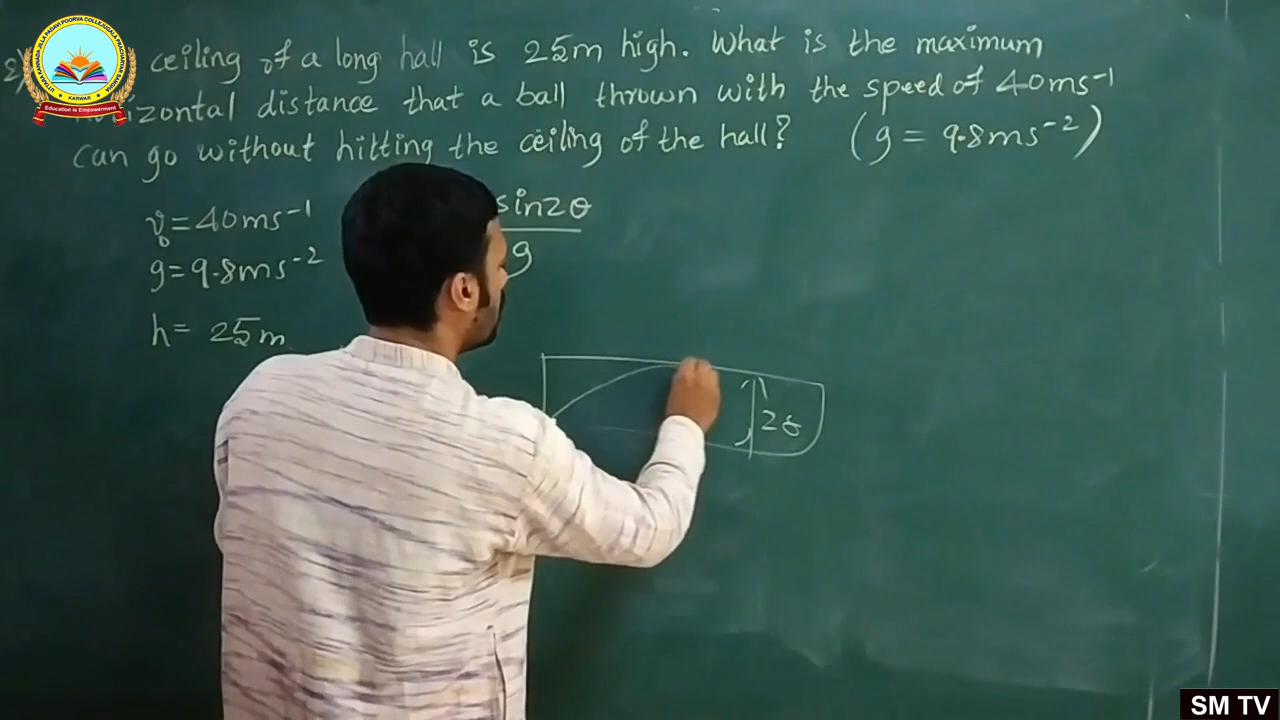 ceiling of a long hall is 25m high. What is the maximum
horizontal distance that a ball thrown with the speed of 40ms⁻¹
can go without hitting the ceiling of the hall? (g = 9.8ms⁻²)
v₀ = 40ms⁻¹
sin2θ
g = 9.8ms⁻²
g
h = 25m
KARWAR
Education is Empowerment
SM TV